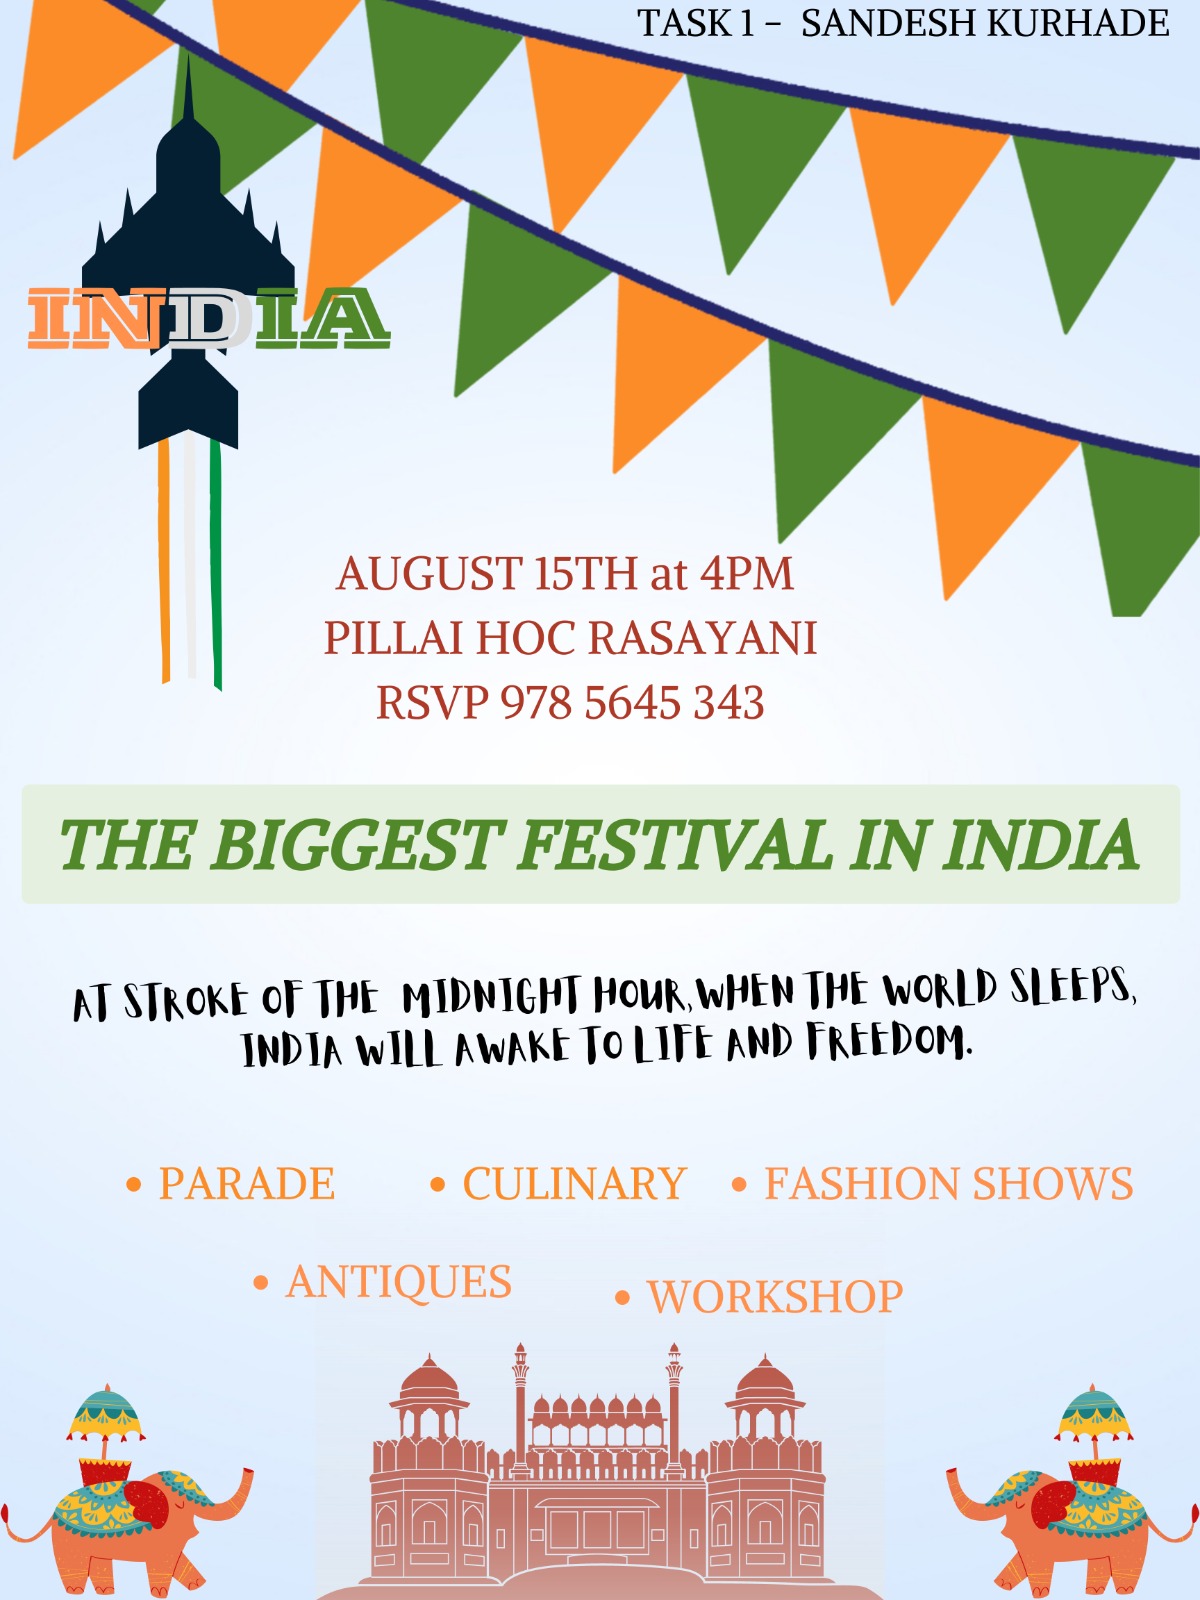 TASK 1 - SANDESH KURHADE
INDIA
AUGUST 15TH at 4PM
PILLAI HOC RASAYANI
RSVP 978 5645 343
THE BIGGEST FESTIVAL IN INDIA
AT STROKE OF THE MIDNIGHT HOUR,WHEN THE WORLD SLEEPS,
INDIA WILL AWAKE TO LIFE AND FREEDOM.
• PARADE • CULINARY • FASHION SHOWS
• ANTIQUES • WORKSHOP